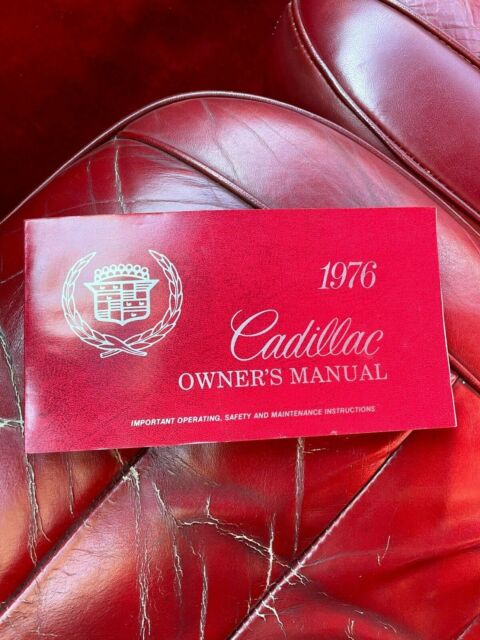 1976
Cadillac
OWNER'S MANUAL
IMPORTANT OPERATING, SAFETY AND MAINTENANCE INSTRUCTIONS